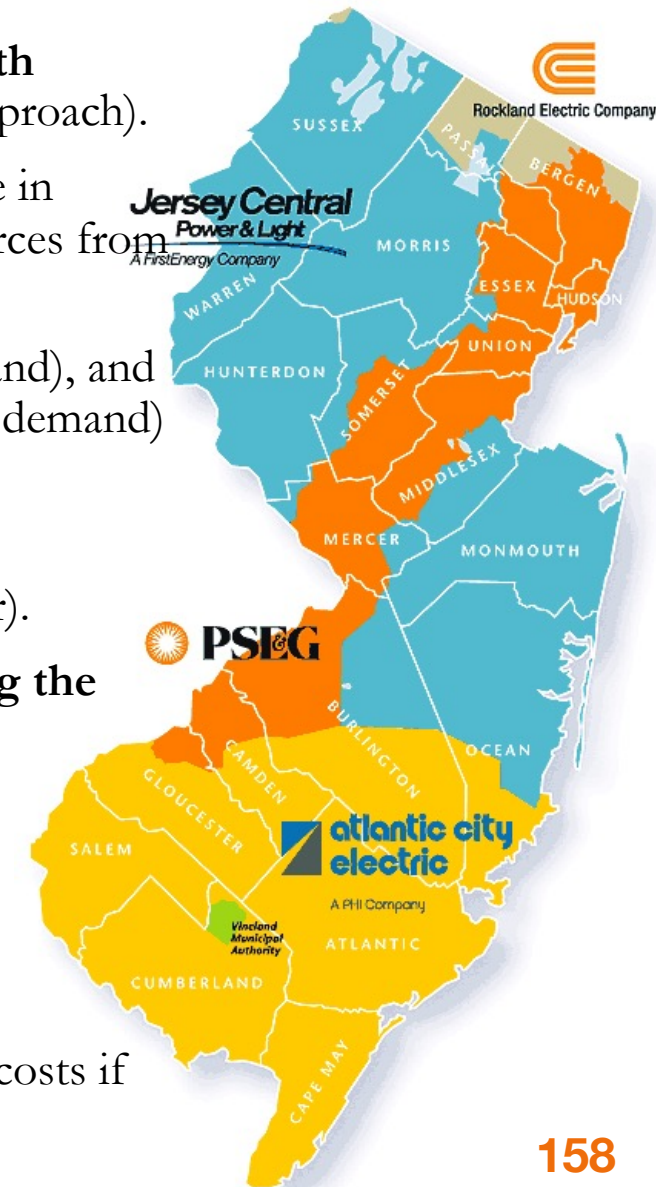 th
proach).
e in
rces from
and), and
demand)
r).
g the
costs if
Rockland Electric Company
SUSSEX
PASSAIC
BERGEN
Jersey Central
Power & Light
A FirstEnergy Company
MORRIS
WARREN
ESSEX
HUDSON
UNION
HUNTERDON
SOMERSET
MIDDLESEX
MERCER
MONMOUTH
PSE&G
BURLINGTON
OCEAN
CAMDEN
GLOUCESTER
SALEM
atlantic city
electric
A PHI Company
Vineland
Municipal
Authority
ATLANTIC
CUMBERLAND
CAPE MAY
158